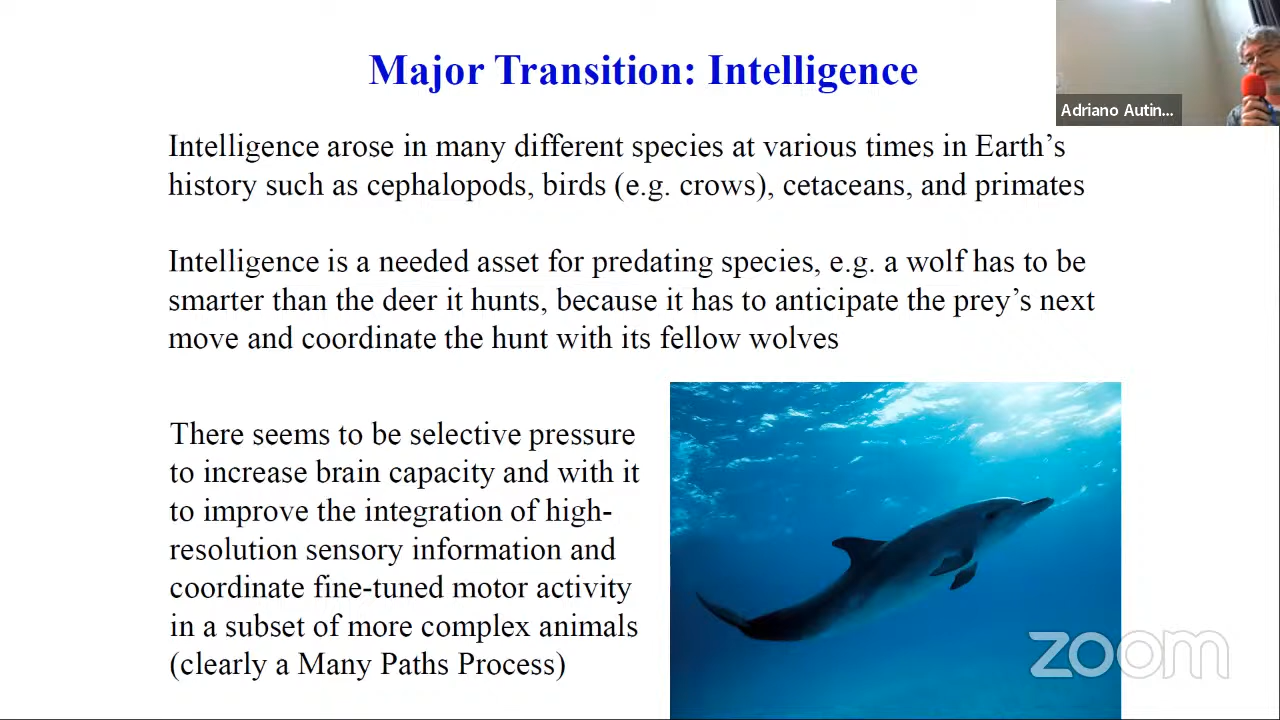 Major Transition: Intelligence
Adriano Autin...
Intelligence arose in many different species at various times in Earth’s
history such as cephalopods, birds (e.g. crows), cetaceans, and primates
Intelligence is a needed asset for predating species, e.g. a wolf has to be
smarter than the deer it hunts, because it has to anticipate the prey’s next
move and coordinate the hunt with its fellow wolves
There seems to be selective pressure
to increase brain capacity and with it
to improve the integration of high-
resolution sensory information and
coordinate fine-tuned motor activity
in a subset of more complex animals
(clearly a Many Paths Process)
zoom